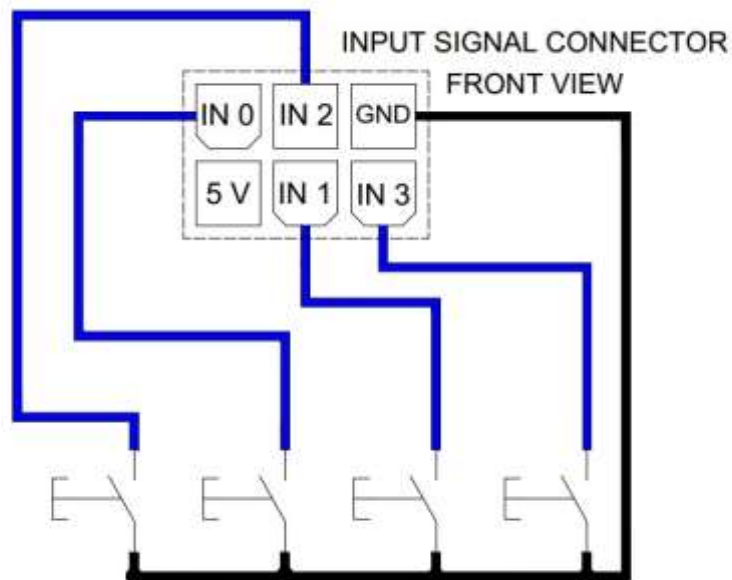 INPUT SIGNAL CONNECTOR
FRONT VIEW
IN 0 IN 2 GND
5 V IN 1 IN 3